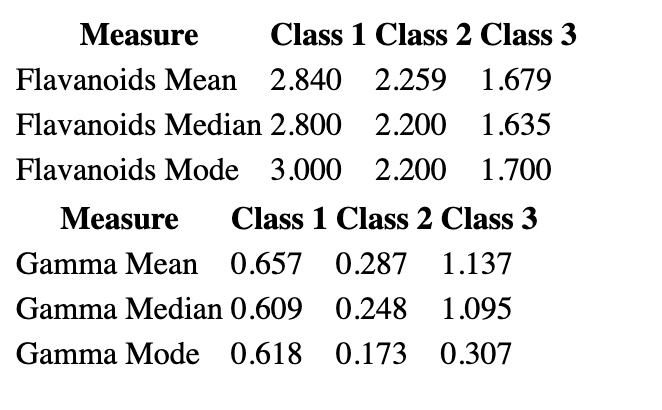 Measure Class 1 Class 2 Class 3
Flavanoids Mean 2.840 2.259 1.679
Flavanoids Median 2.800 2.200 1.635
Flavanoids Mode 3.000 2.200 1.700
Measure Class 1 Class 2 Class 3
Gamma Mean 0.657 0.287 1.137
Gamma Median 0.609 0.248 1.095
Gamma Mode 0.618 0.173 0.307